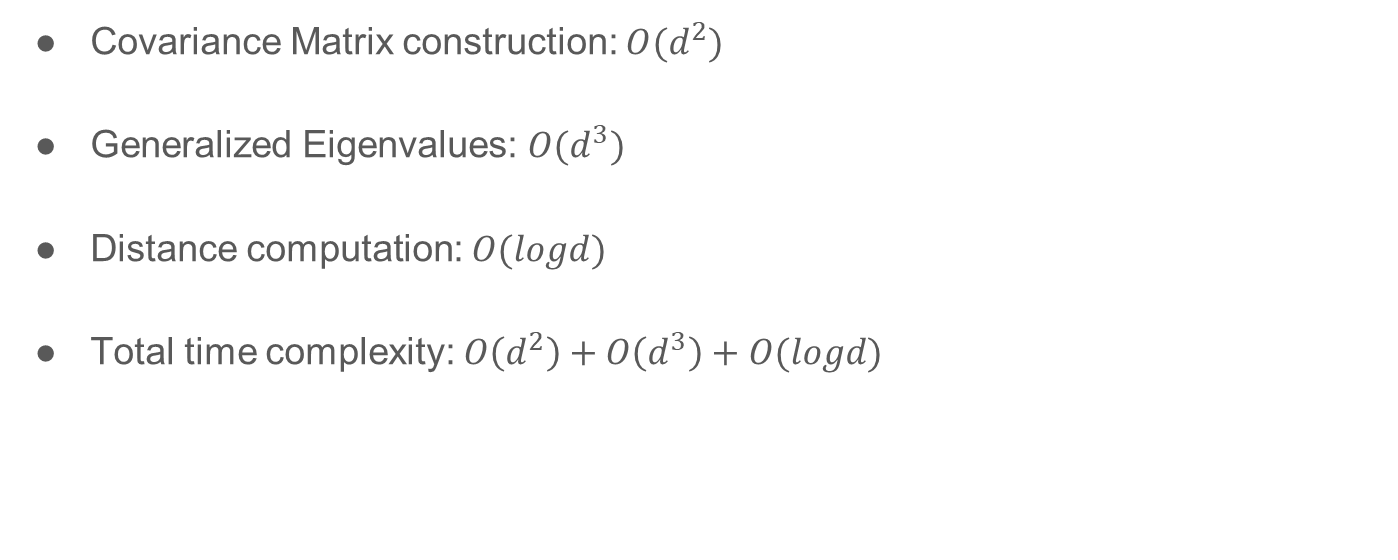 ● Covariance Matrix construction: O(d²)
● Generalized Eigenvalues: O(d³)
● Distance computation: O(logd)
● Total time complexity: O(d²) + O(d³) + O(logd)